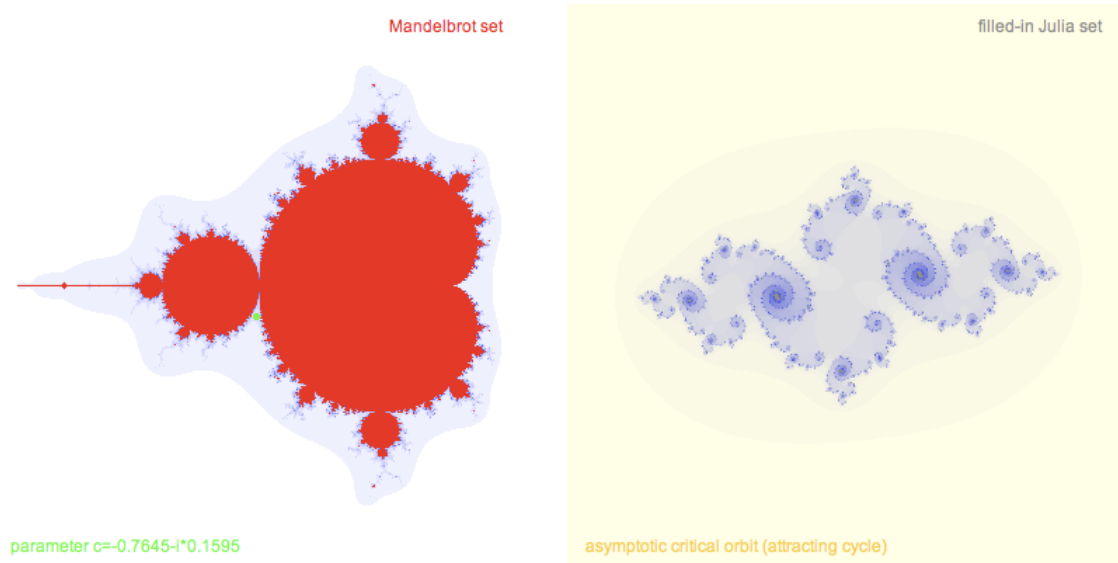 Mandelbrot set
filled-in Julia set
parameter c=-0.7645-i*0.1595
asymptotic critical orbit (attracting cycle)